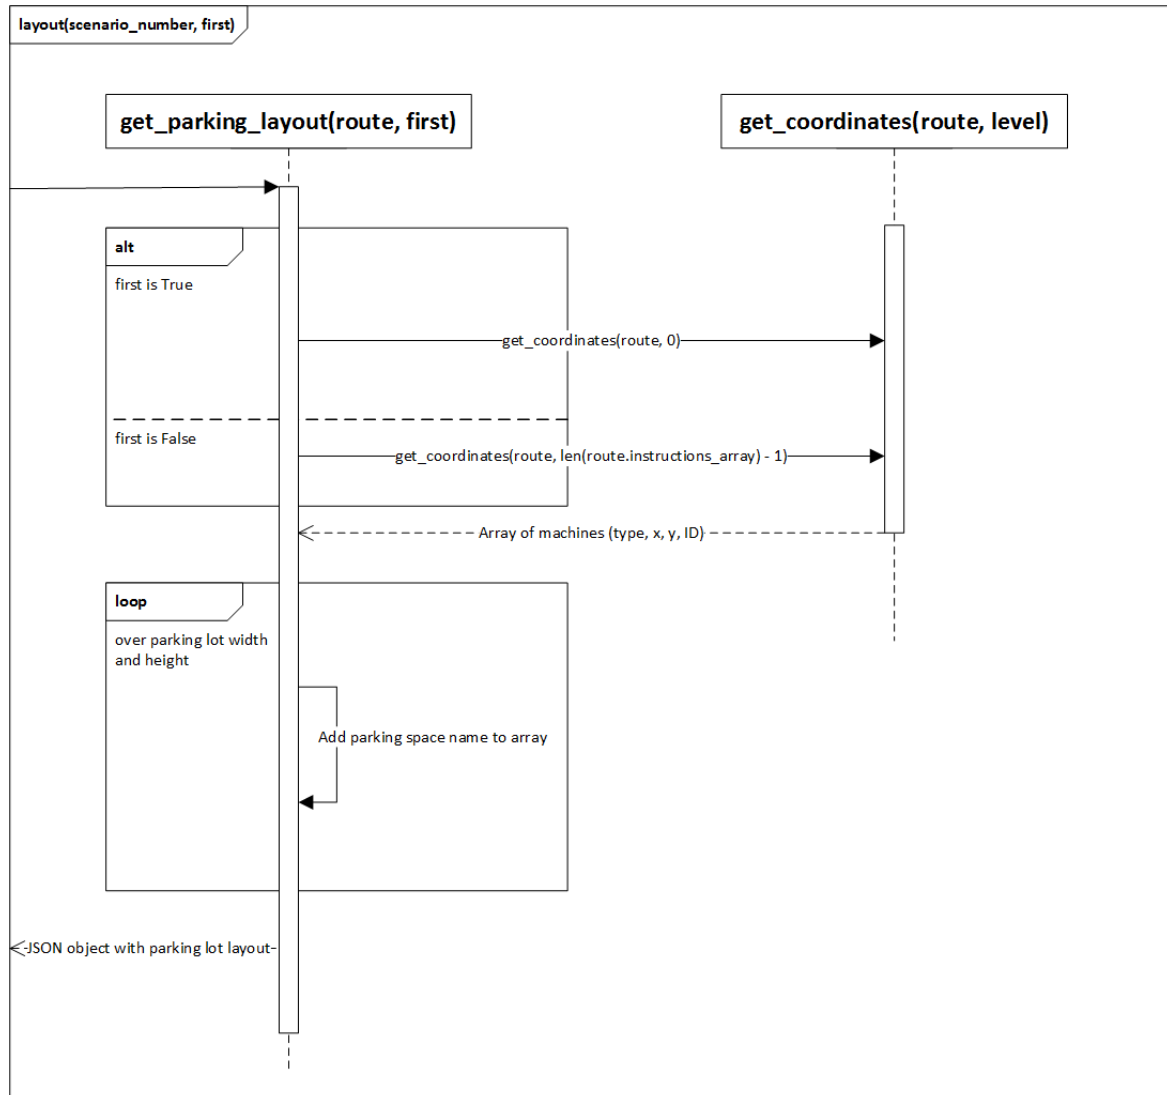 layout(scenario_number, first)
get_parking_layout(route, first)
get_coordinates(route, level)
alt
first is True
get_coordinates(route, 0)
first is False
get_coordinates(route, len(route.instructions_array) - 1)
Array of machines (type, x, y, ID)
loop
over parking lot width
and height
Add parking space name to array
JSON object with parking lot layout